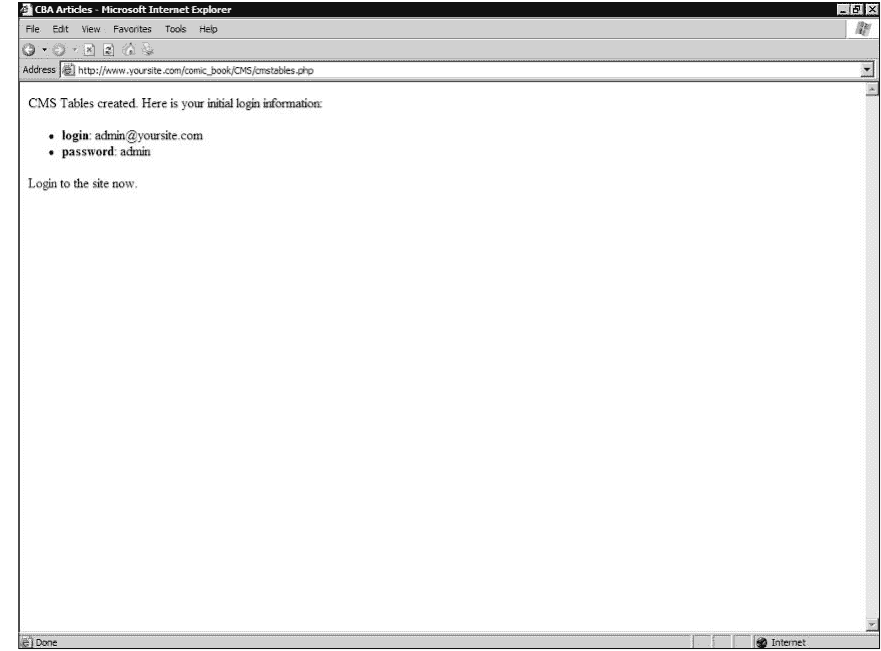 CBA Articles - Microsoft Internet Explorer
File Edit View Favorites Tools Help
Address http://www.yoursite.com/comic_book/CMS/cmstables.php
CMS Tables created. Here is your initial login information:
• login: admin@yoursite.com
• password: admin
Login to the site now.
Done Internet